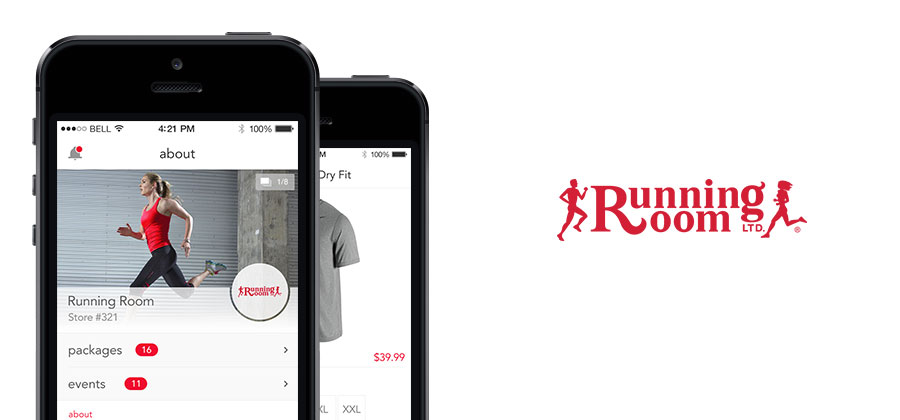 BELL 4:21 PM 100%
about
1/8
Running Room
Running Room
Store #321
packages 16
events 11
about
M 100%
Dry Fit
$39.99
XL XXL
Running
Room LTD.®